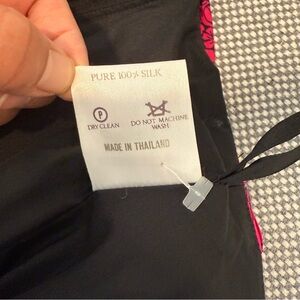 PURE 100% SILK
P
DRY CLEAN
DO NOT MACHINE
WASH
MADE IN THAILAND